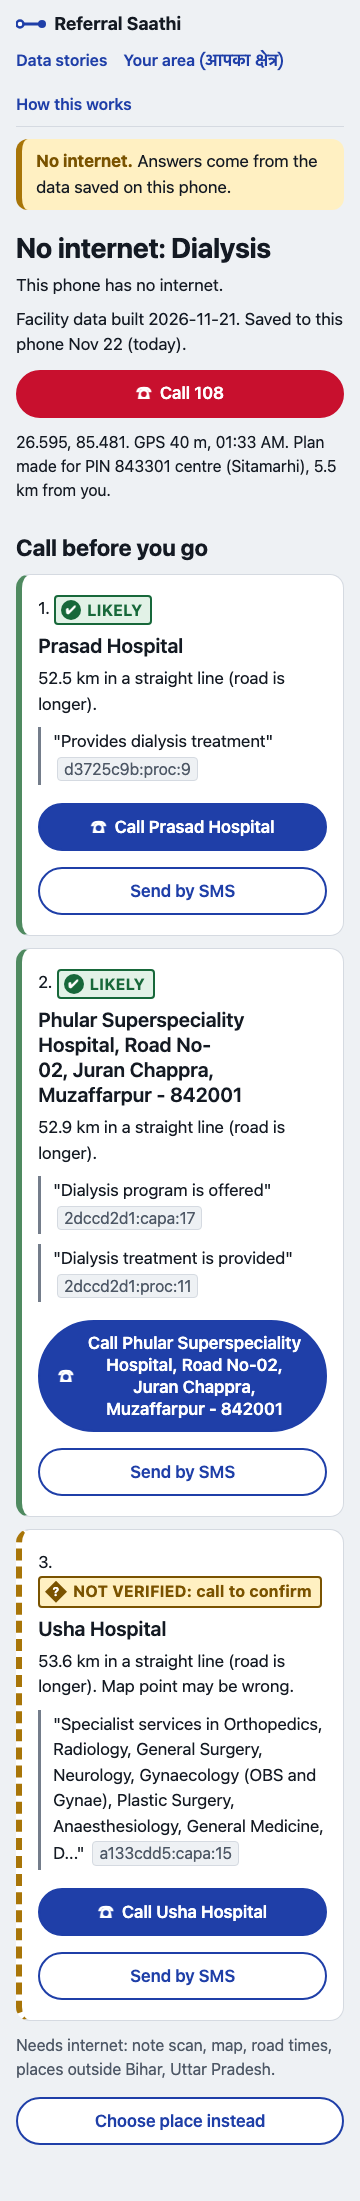 Referral Saathi
Data stories Your area (आपका क्षेत्र)
How this works
No internet. Answers come from the
data saved on this phone.
No internet: Dialysis
This phone has no internet.
Facility data built 2026-11-21. Saved to this
phone Nov 22 (today).
☎ Call 108
26.595, 85.481. GPS 40 m, 01:33 AM. Plan
made for PIN 843301 centre (Sitamarhi), 5.5
km from you.
Call before you go
1. ✔ LIKELY
Prasad Hospital
52.5 km in a straight line (road is
longer).
"Provides dialysis treatment"
d3725c9b:proc:9
☎ Call Prasad Hospital
Send by SMS
2. ✔ LIKELY
Phular Superspeciality
Hospital, Road No-
02, Juran Chappra,
Muzaffarpur - 842001
52.9 km in a straight line (road is
longer).
"Dialysis program is offered"
2dccd2d1:capa:17
"Dialysis treatment is provided"
2dccd2d1:proc:11
☎ Call Phular Superspeciality
Hospital, Road No-02,
Juran Chappra,
Muzaffarpur - 842001
Send by SMS
3.
? NOT VERIFIED: call to confirm
Usha Hospital
53.6 km in a straight line (road is
longer). Map point may be wrong.
"Specialist services in Orthopedics,
Radiology, General Surgery,
Neurology, Gynaecology (OBS and
Gynae), Plastic Surgery,
Anaesthesiology, General Medicine,
D..." a133cdd5:capa:15
☎ Call Usha Hospital
Send by SMS
Needs internet: note scan, map, road times,
places outside Bihar, Uttar Pradesh.
Choose place instead